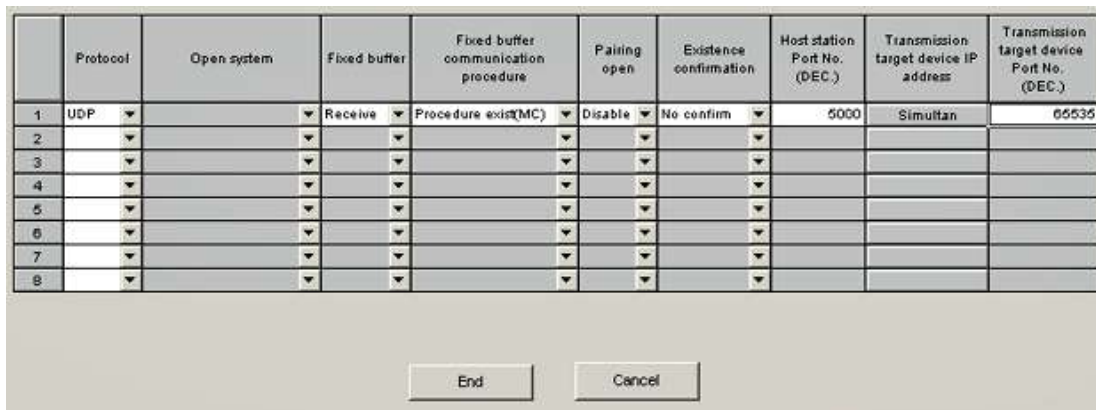 Protocol
Open system
Fixed buffer
Fixed buffer
communication
procedure
Pairing
open
Existence
confirmation
Host station
Port No.
(DEC.)
Transmission
target device IP
address
Transmission
target device
Port No.
(DEC.)
1 UDP Receive Procedure exist(MC) Disable No confirm 5000 Simultan 65535
2
3
4
5
6
7
8
End Cancel